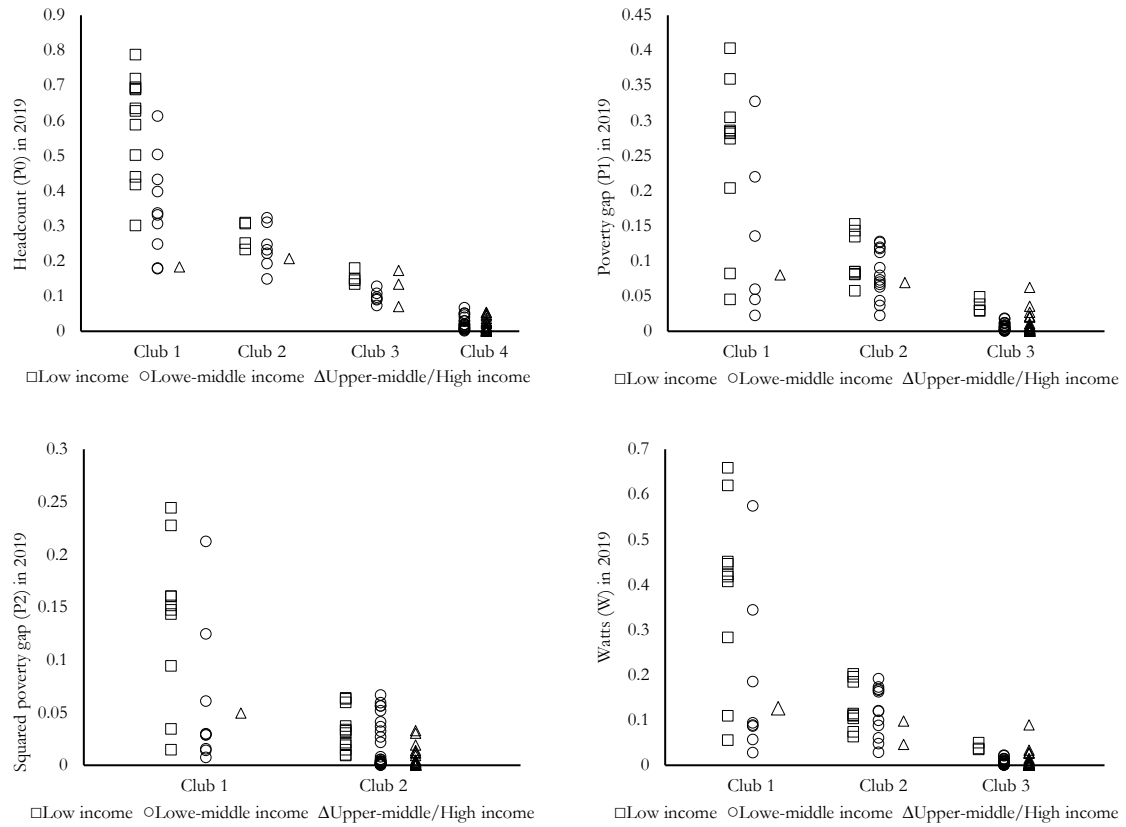 Headcount (P0) in 2019
0.9
0.8
0.7
0.6
0.5
0.4
0.3
0.2
0.1
0
Club 1 Club 2 Club 3 Club 4
□Low income ○Lowe-middle income ΔUpper-middle/High income
Poverty gap (P1) in 2019
0.45
0.4
0.35
0.3
0.25
0.2
0.15
0.1
0.05
0
Club 1 Club 2 Club 3
□Low income ○Lowe-middle income ΔUpper-middle/High income
Squared poverty gap (P2) in 2019
0.3
0.25
0.2
0.15
0.1
0.05
0
Club 1 Club 2
□Low income ○Lowe-middle income ΔUpper-middle/High income
Watts (W) in 2019
0.7
0.6
0.5
0.4
0.3
0.2
0.1
0
Club 1 Club 2 Club 3
□Low income ○Lowe-middle income ΔUpper-middle/High income